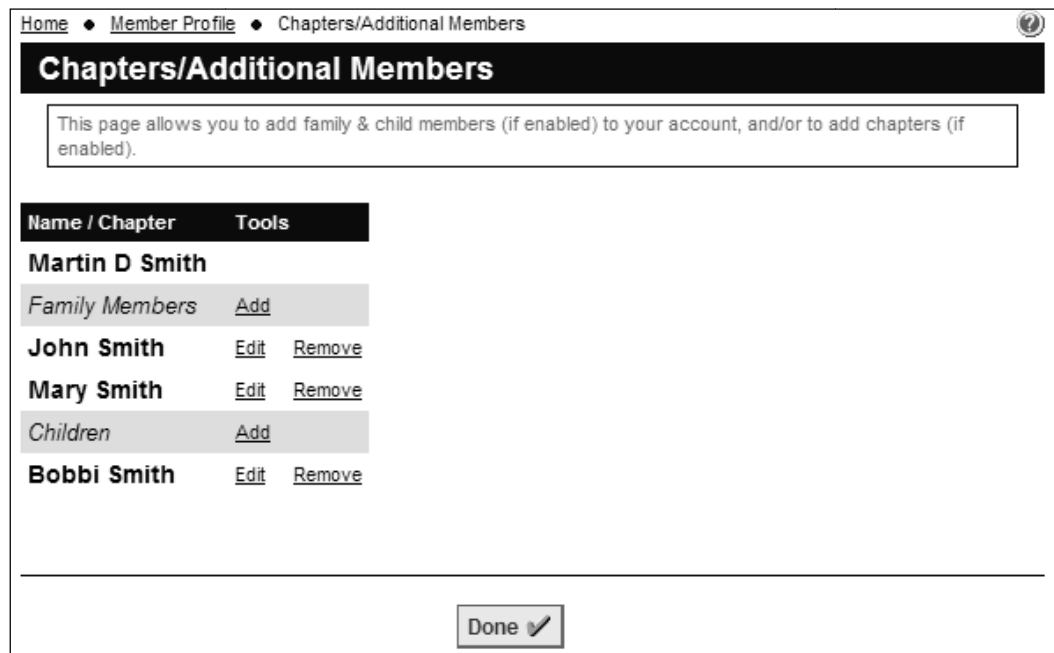 Home ● Member Profile ● Chapters/Additional Members ?
Chapters/Additional Members
This page allows you to add family & child members (if enabled) to your account, and/or to add chapters (if
enabled).
Name / Chapter Tools
Martin D Smith
Family Members Add
John Smith Edit Remove
Mary Smith Edit Remove
Children Add
Bobbi Smith Edit Remove
Done ✔